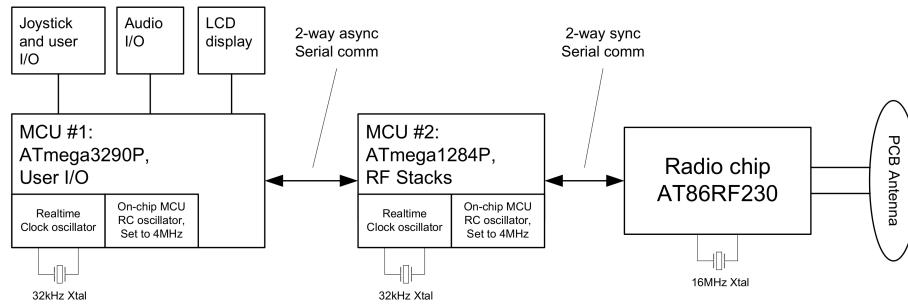 Joystick
and user
I/O
Audio
I/O
LCD
display
2-way async
Serial comm
2-way sync
Serial comm
MCU #1:
ATmega3290P,
User I/O
Realtime
Clock oscillator
On-chip MCU
RC oscillator,
Set to 4MHz
32kHz Xtal
MCU #2:
ATmega1284P,
RF Stacks
Realtime
Clock oscillator
On-chip MCU
RC oscillator,
Set to 4MHz
32kHz Xtal
Radio chip
AT86RF230
16MHz Xtal
PCB Antenna